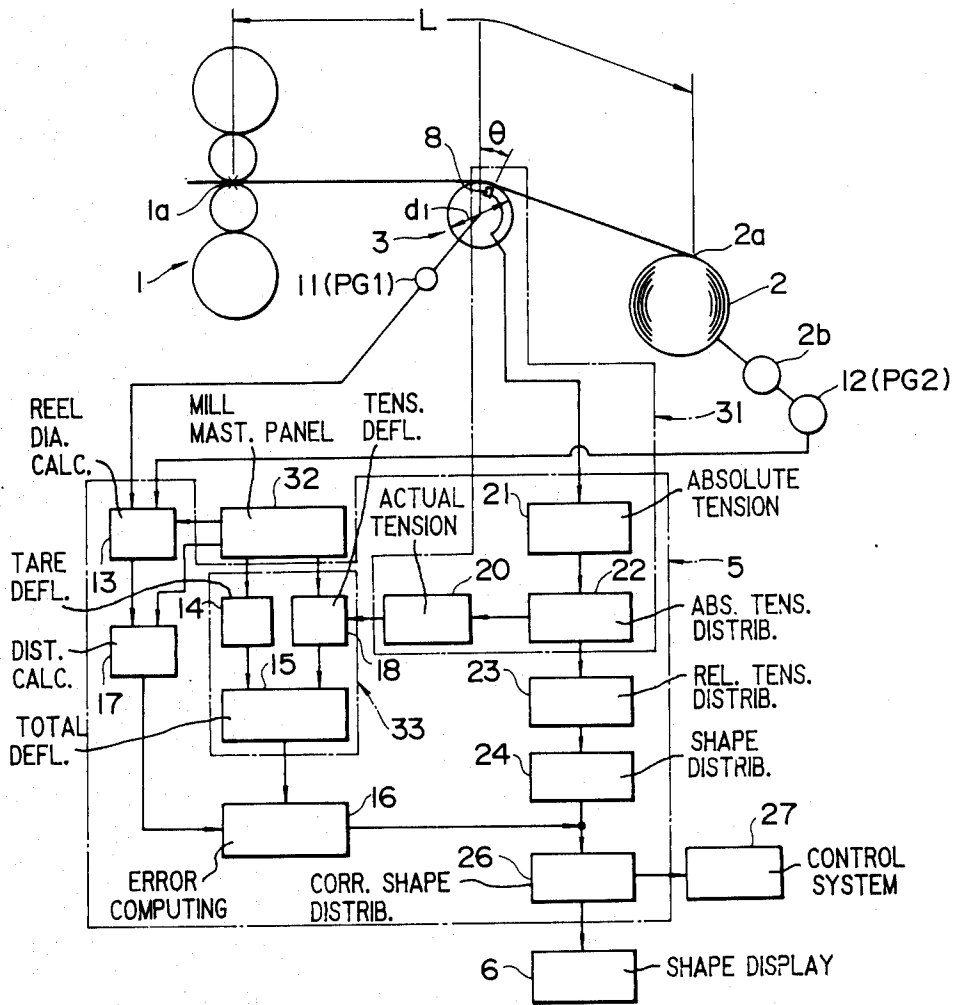 L
θ
8
1a
d1
3
2a
1
11(PG1)
2
2b
12(PG2)
REEL
DIA.
CALC.
MILL
MAST. PANEL
TENS.
DEFL.
31
32
ACTUAL
TENSION
21
ABSOLUTE
TENSION
TARE
DEFL.
13
14
20
22
5
ABS. TENS.
DISTRIB.
DIST.
CALC.
17
15
18
23
REL. TENS.
DISTRIB.
TOTAL
DEFL.
33
24
SHAPE
DISTRIB.
16
27
26
CONTROL
SYSTEM
ERROR
COMPUTING
CORR. SHAPE
DISTRIB.
6
SHAPE DISPLAY